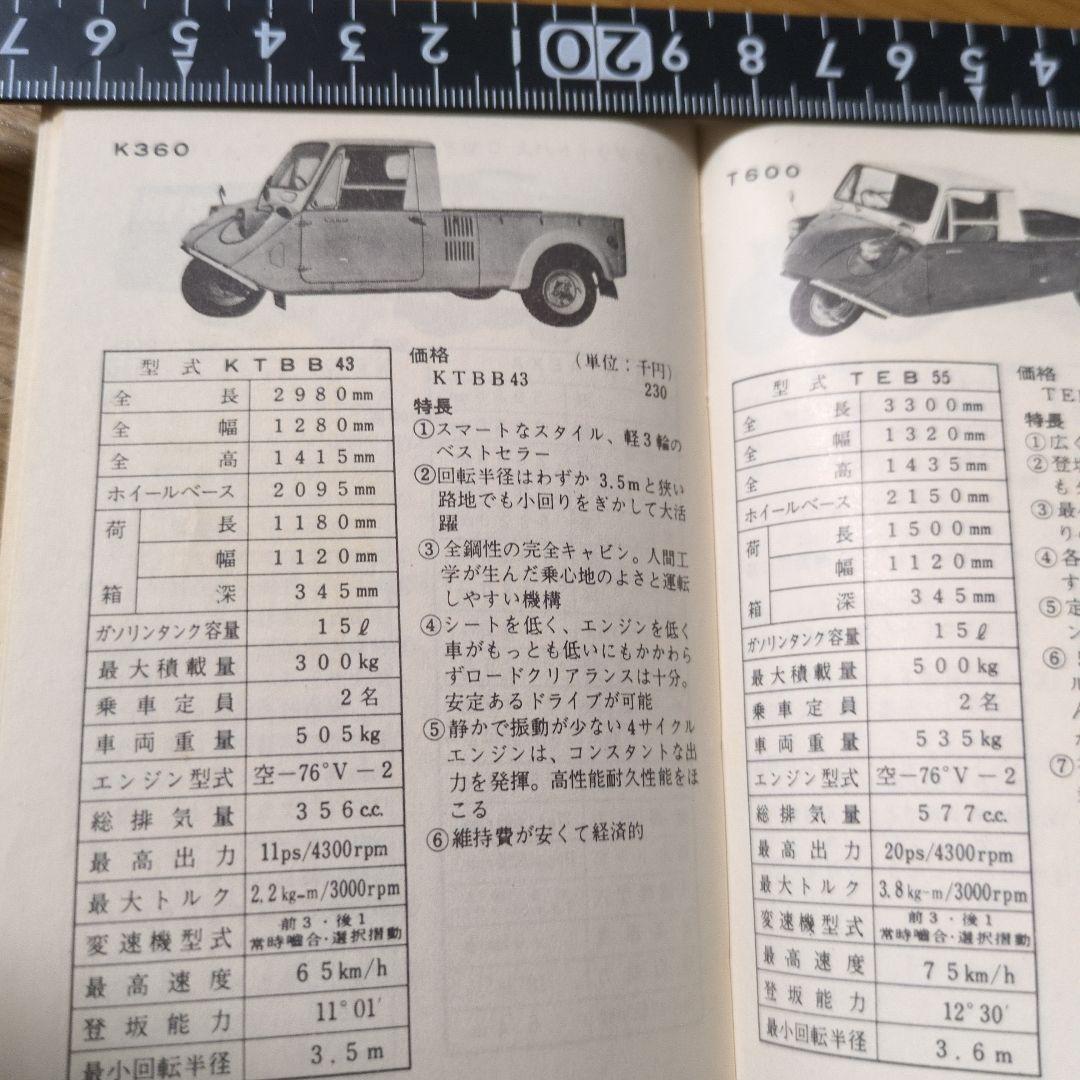 7 6 5 4 3 2 1 20 9 8 7 6 5 4
K360
型式 KTBB43
全長 2980mm
全幅 1280mm
全高 1415mm
ホイールベース 2095mm
荷箱 長 1180mm
幅 1120mm
深 345mm
ガソリンタンク容量 15ℓ
最大積載量 300kg
乗車定員 2名
車両重量 505kg
エンジン型式 空−76°V−2
総排気量 356c.c.
最高出力 11ps/4300rpm
最大トルク 2.2kg-m/3000rpm
変速機型式 前3・後1
常時噛合・選択摺動
最高速度 65km/h
登坂能力 11°01′
最小回転半径 3.5m
価格 (単位:千円)
KTBB43 230
特長
①スマートなスタイル、軽3輪の
ベストセラー
②回転半径はわずか3.5mと狭い
路地でも小回りをきかして大活
躍
③全鋼性の完全キャビン。人間工
学が生んだ乗心地のよさと運転
しやすい機構
④シートを低く、エンジンを低く
車がもっとも低いにもかかわら
ずロードクリアランスは十分。
安定あるドライブが可能
⑤静かで振動が少ない4サイクル
エンジンは、コンスタントな出
力を発揮。高性能耐久性能をほ
こる
⑥維持費が安くて経済的
T600
型式 TEB55
全長 3300mm
全幅 1320mm
全高 1435mm
ホイールベース 2150mm
荷箱 長 1500mm
幅 1120mm
深 345mm
ガソリンタンク容量 15ℓ
最大積載量 500kg
乗車定員 2名
車両重量 535kg
エンジン型式 空−76°V−2
総排気量 577c.c.
最高出力 20ps/4300rpm
最大トルク 3.8kg-m/3000rpm
変速機型式 前3・後1
常時噛合・選択摺動
最高速度 75km/h
登坂能力 12°30′
最小回転半径 3.6m
価格
特長
①広
②登
も
③最
り
④各
す
⑤定
ン
⑥
ル
⑦